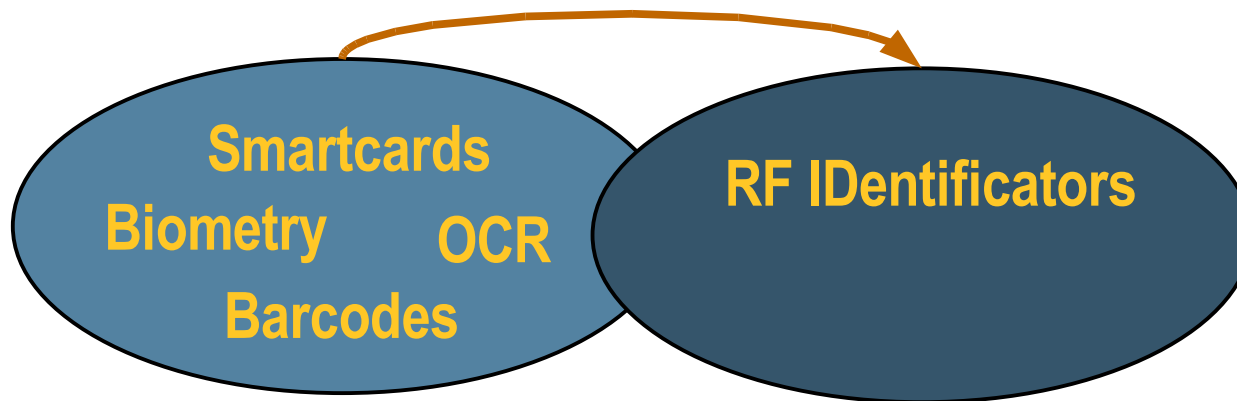 Smartcards
Biometry
OCR
Barcodes
RF IDentificators